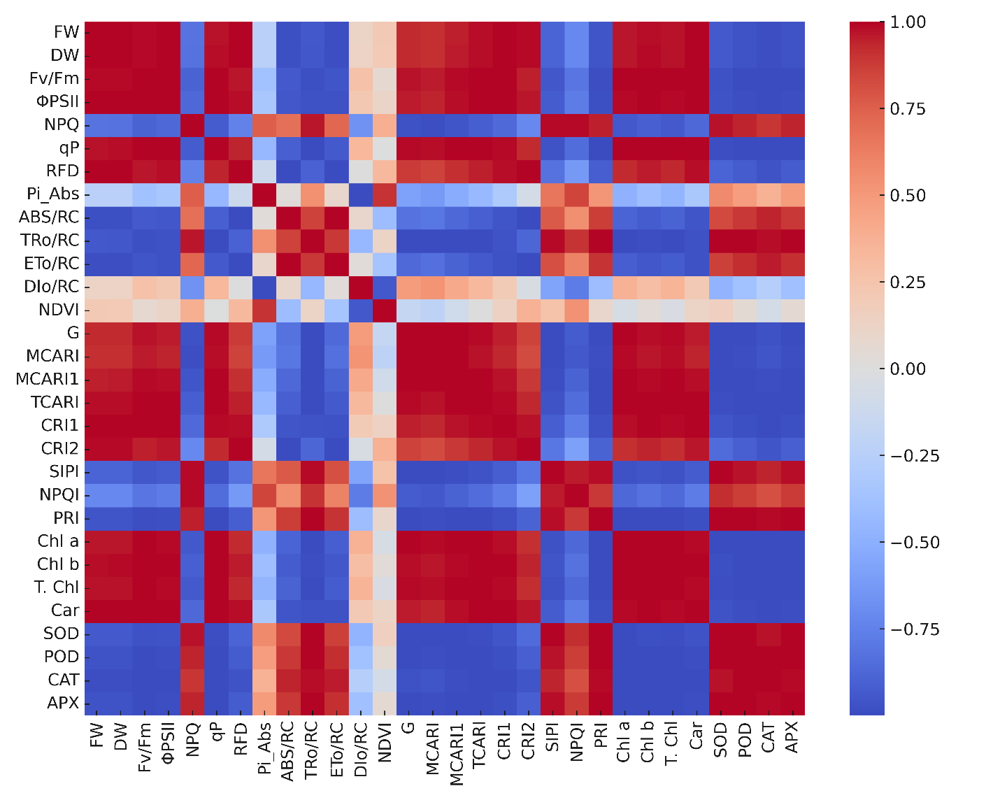 FW
DW
Fv/Fm
ΦPSII
NPQ
qP
RFD
Pi_Abs
ABS/RC
TRo/RC
ETo/RC
DIo/RC
NDVI
G
MCARI
MCARI1
TCARI
CRI1
CRI2
SIPI
NPQI
PRI
Chl a
Chl b
T. Chl
Car
SOD
POD
CAT
APX
FW
DW
Fv/Fm
ΦPSII
NPQ
qP
RFD
Pi_Abs
ABS/RC
TRo/RC
ETo/RC
DIo/RC
NDVI
G
MCARI
MCARI1
TCARI
CRI1
CRI2
SIPI
NPQI
PRI
Chl a
Chl b
T. Chl
Car
SOD
POD
CAT
APX
1.00
0.75
0.50
0.25
0.00
−0.25
−0.50
−0.75